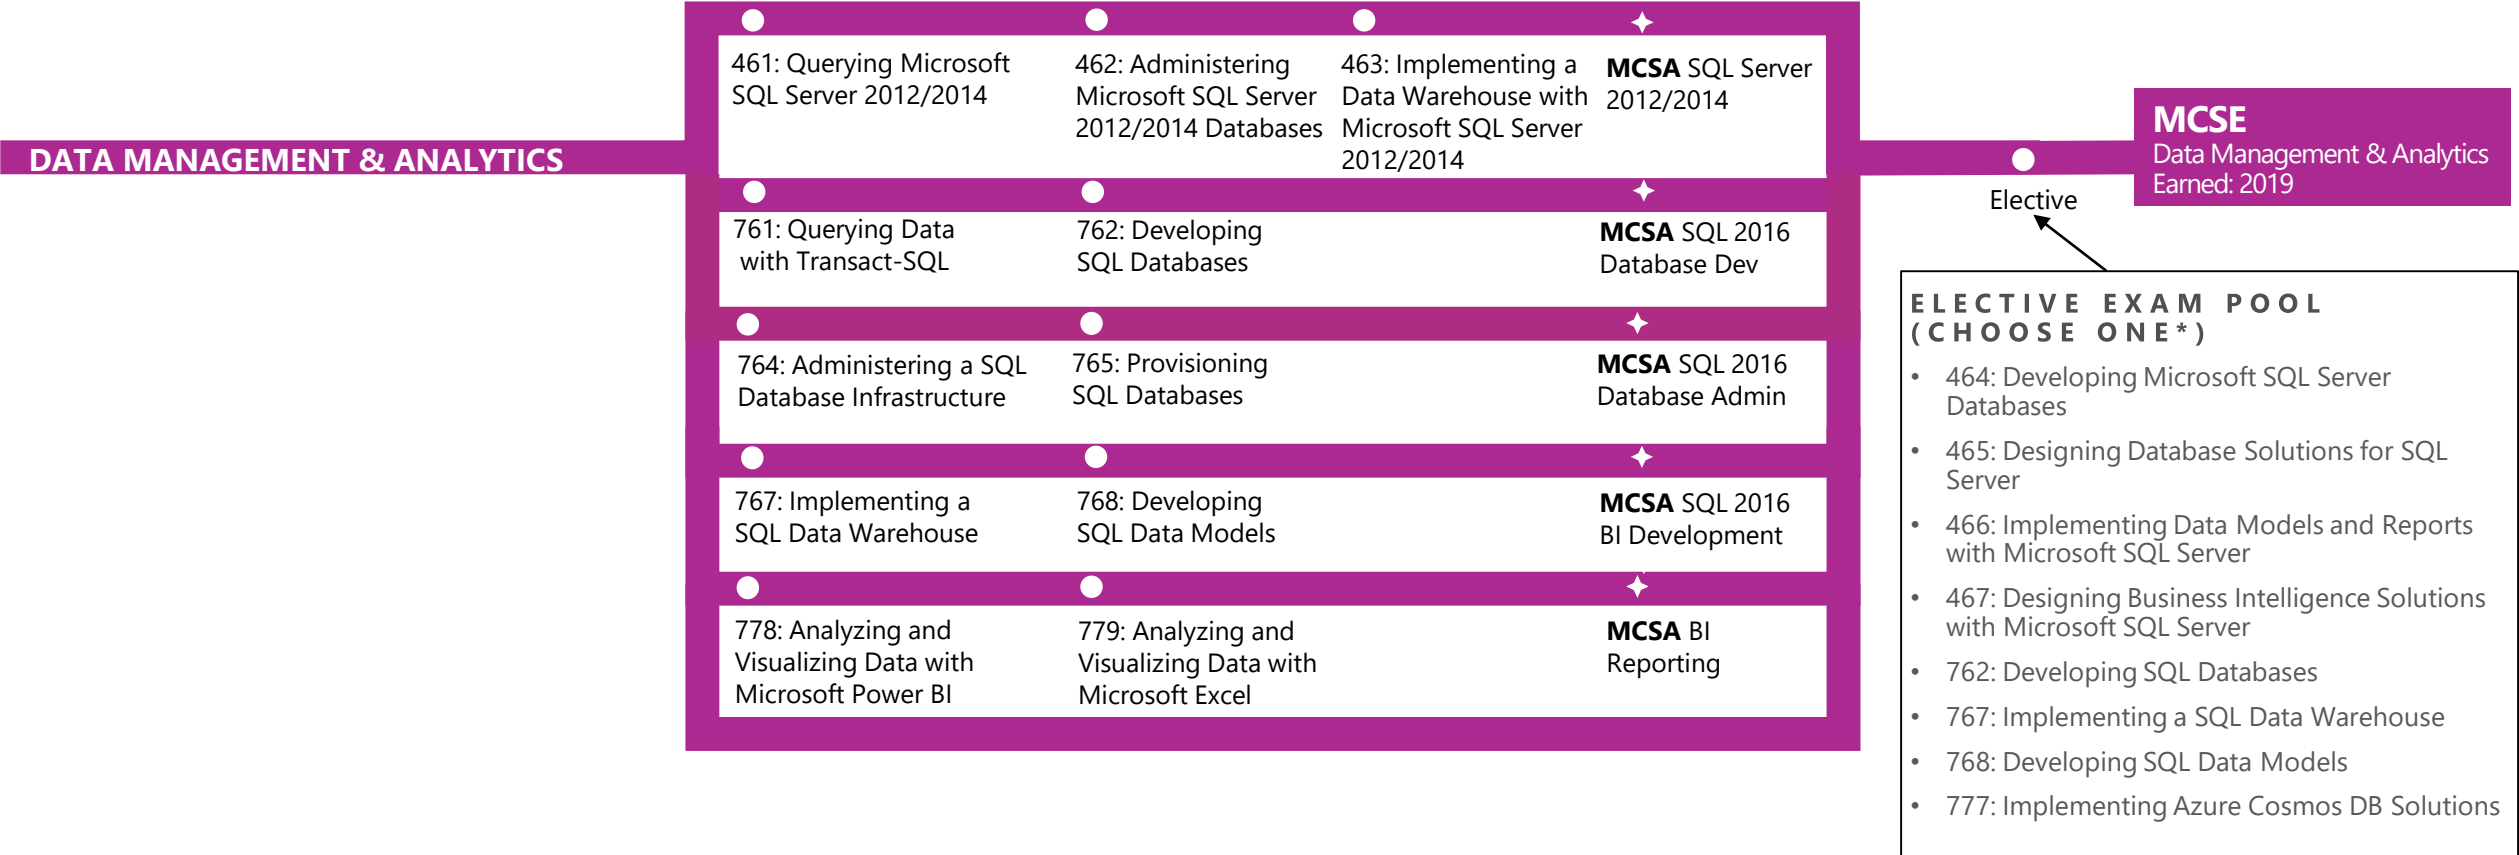 DATA MANAGEMENT & ANALYTICS
461: Querying Microsoft
SQL Server 2012/2014
462: Administering
Microsoft SQL Server
2012/2014 Databases
463: Implementing a
Data Warehouse with
Microsoft SQL Server
2012/2014
MCSA SQL Server
2012/2014
761: Querying Data
with Transact-SQL
762: Developing
SQL Databases
MCSA SQL 2016
Database Dev
764: Administering a SQL
Database Infrastructure
765: Provisioning
SQL Databases
MCSA SQL 2016
Database Admin
767: Implementing a
SQL Data Warehouse
768: Developing
SQL Data Models
MCSA SQL 2016
BI Development
778: Analyzing and
Visualizing Data with
Microsoft Power BI
779: Analyzing and
Visualizing Data with
Microsoft Excel
MCSA BI
Reporting
MCSE
Data Management & Analytics
Earned: 2019
Elective
ELECTIVE EXAM POOL
(CHOOSE ONE*)
• 464: Developing Microsoft SQL Server
Databases
• 465: Designing Database Solutions for SQL
Server
• 466: Implementing Data Models and Reports
with Microsoft SQL Server
• 467: Designing Business Intelligence Solutions
with Microsoft SQL Server
• 762: Developing SQL Databases
• 767: Implementing a SQL Data Warehouse
• 768: Developing SQL Data Models
• 777: Implementing Azure Cosmos DB Solutions